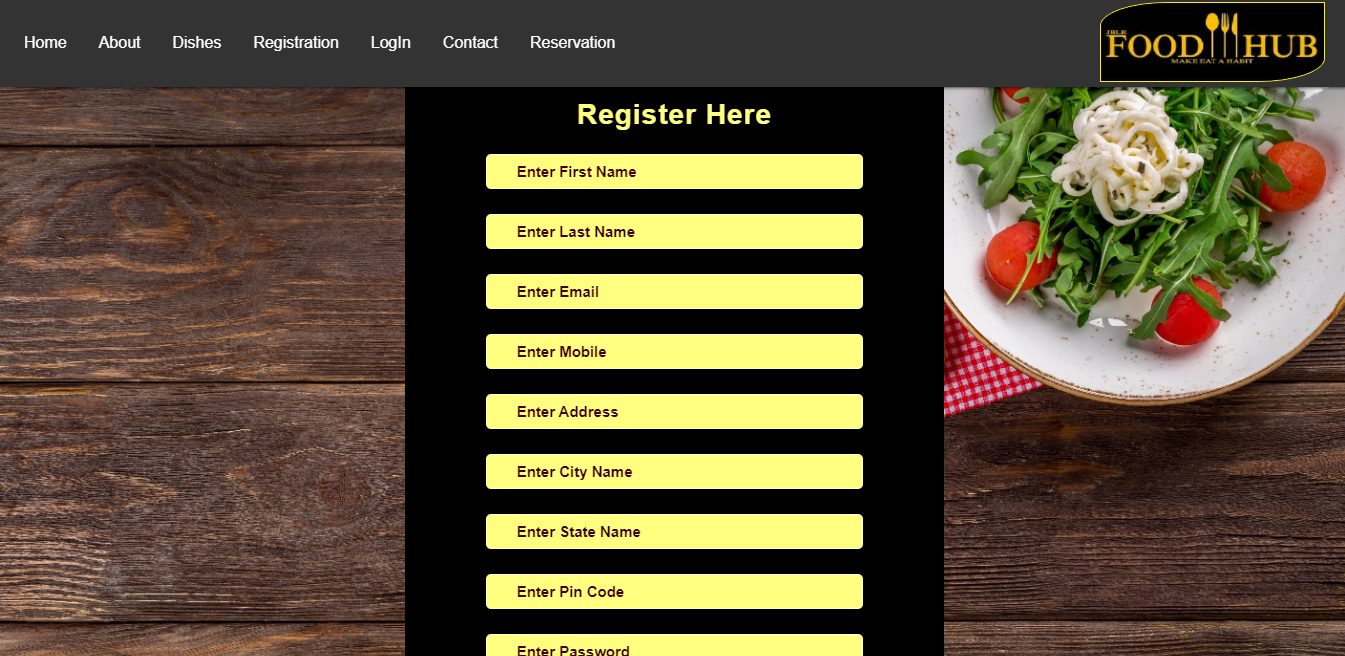 Home About Dishes Registration LogIn Contact Reservation
JBLR
FOOD HUB
MAKE EAT A HABIT
Register Here
Enter First Name
Enter Last Name
Enter Email
Enter Mobile
Enter Address
Enter City Name
Enter State Name
Enter Pin Code
Enter Password